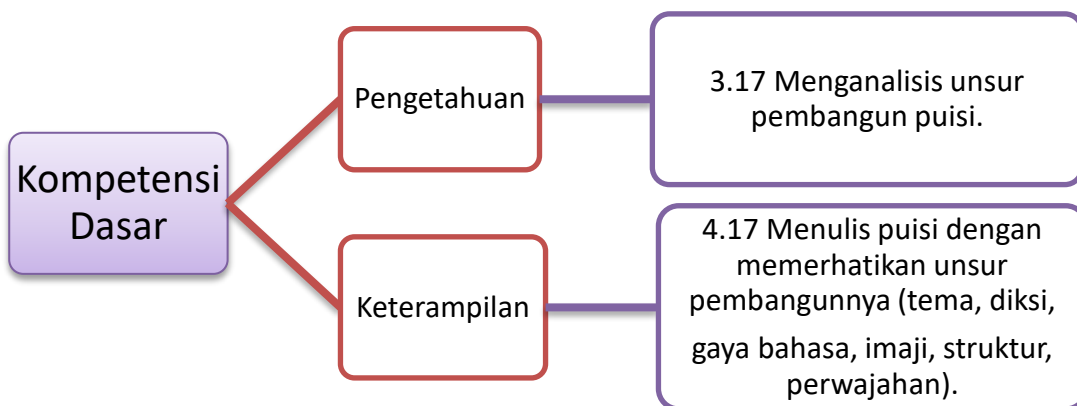 Kompetensi
Dasar
Pengetahuan
3.17 Menganalisis unsur
pembangun puisi.
Keterampilan
4.17 Menulis puisi dengan
memerhatikan unsur
pembangunnya (tema, diksi,
gaya bahasa, imaji, struktur,
perwajahan).